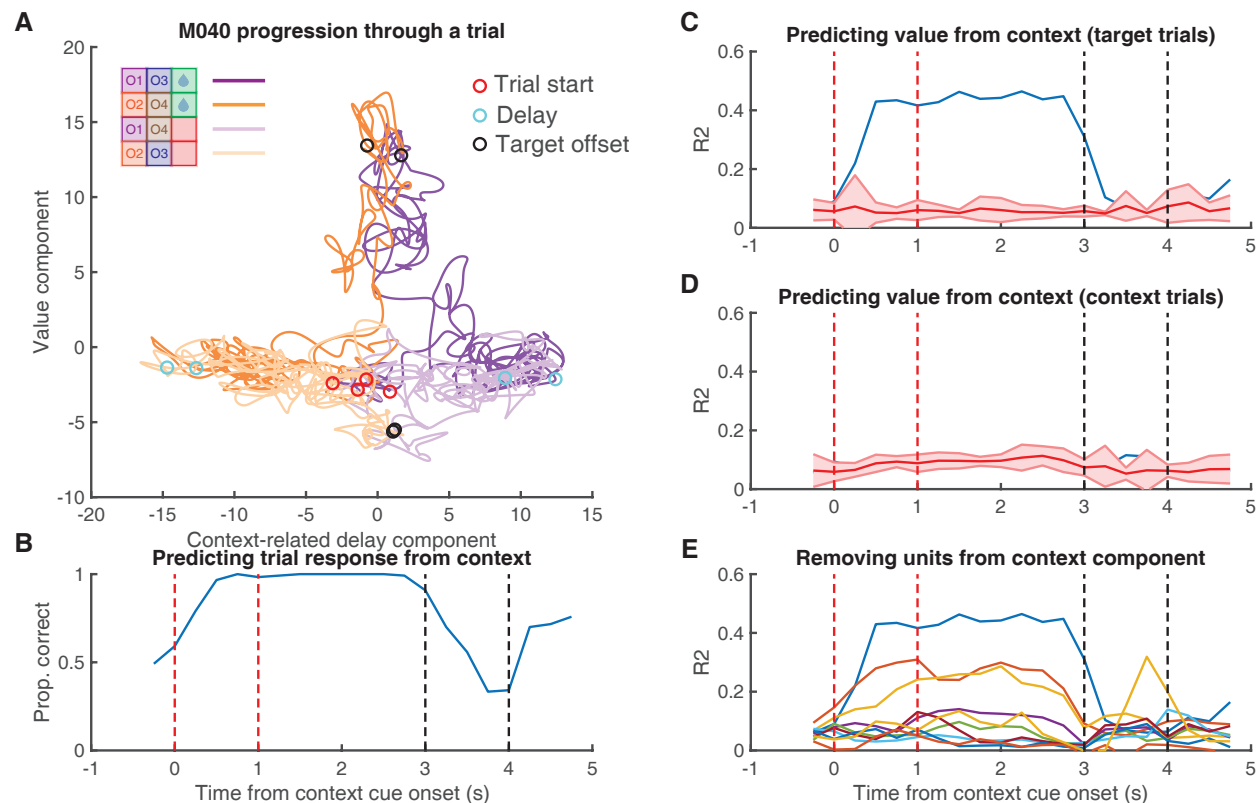 A
M040 progression through a trial
20
15
10
5
0
-5
-10
Value component
O1 O3
O2 O4
O1 O4
O2 O3
Trial start
Delay
Target offset
-20 -15 -10 -5 0 5 10 15
Context-related delay component
B
Predicting trial response from context
1
0.5
0
Prop. correct
-1 0 1 2 3 4 5
Time from context cue onset (s)
C
Predicting value from context (target trials)
0.6
0.4
0.2
0
R2
-1 0 1 2 3 4 5
D
Predicting value from context (context trials)
0.6
0.4
0.2
0
R2
-1 0 1 2 3 4 5
E
Removing units from context component
0.6
0.4
0.2
0
R2
-1 0 1 2 3 4 5
Time from context cue onset (s)